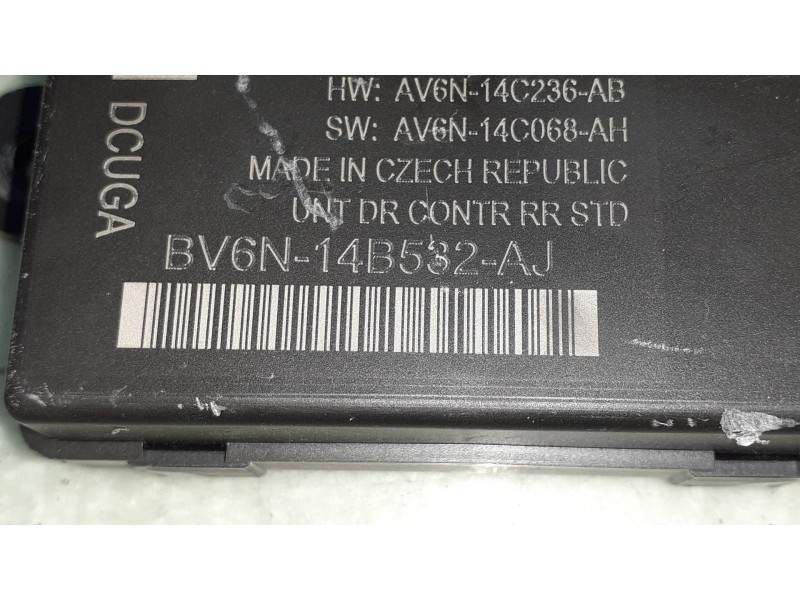 HW: AV6N-14C236-AB
SW: AV6N-14C068-AH
MADE IN CZECH REPUBLIC
UNT DR CONTR RR STD
BV6N-14B532-AJ
DCUGA